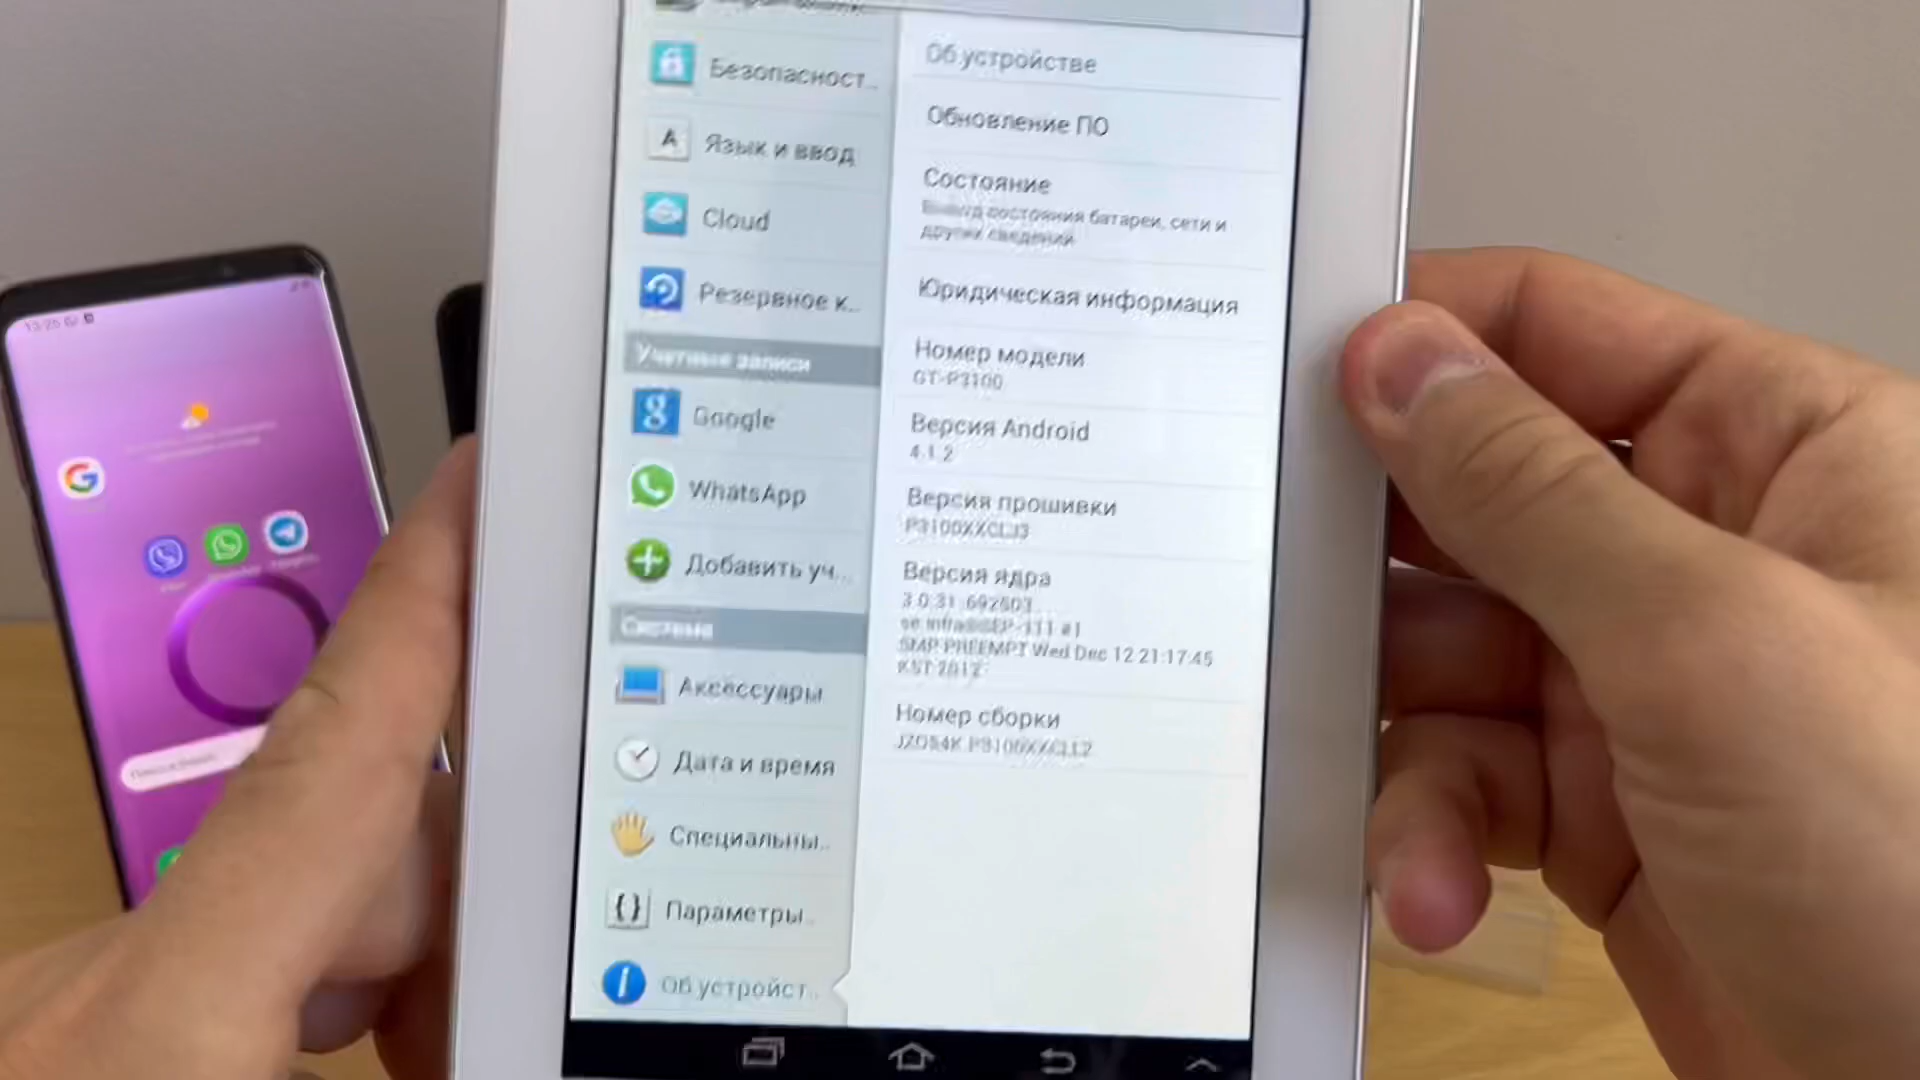 Безопасност..
Язык и ввод
Cloud
Резервное к..
Учетные записи
Google
WhatsApp
Добавить уч...
Система
Аксессуары
Дата и время
Специальны..
Параметры..
Об устройст..
Об устройстве
Обновление ПО
Состояние
Вывод состояния батареи, сети и
других сведений
Юридическая информация
Номер модели
GT-P3100
Версия Android
4.1.2
Версия прошивки
P3100XXCLJ3
Версия ядра
3.0.31-692603
se.infra@SEP-111 #1
SMP PREEMPT Wed Dec 12 21:17:45
KST 2012
Номер сборки
JZO54K.P3100XXCLL2
13:25